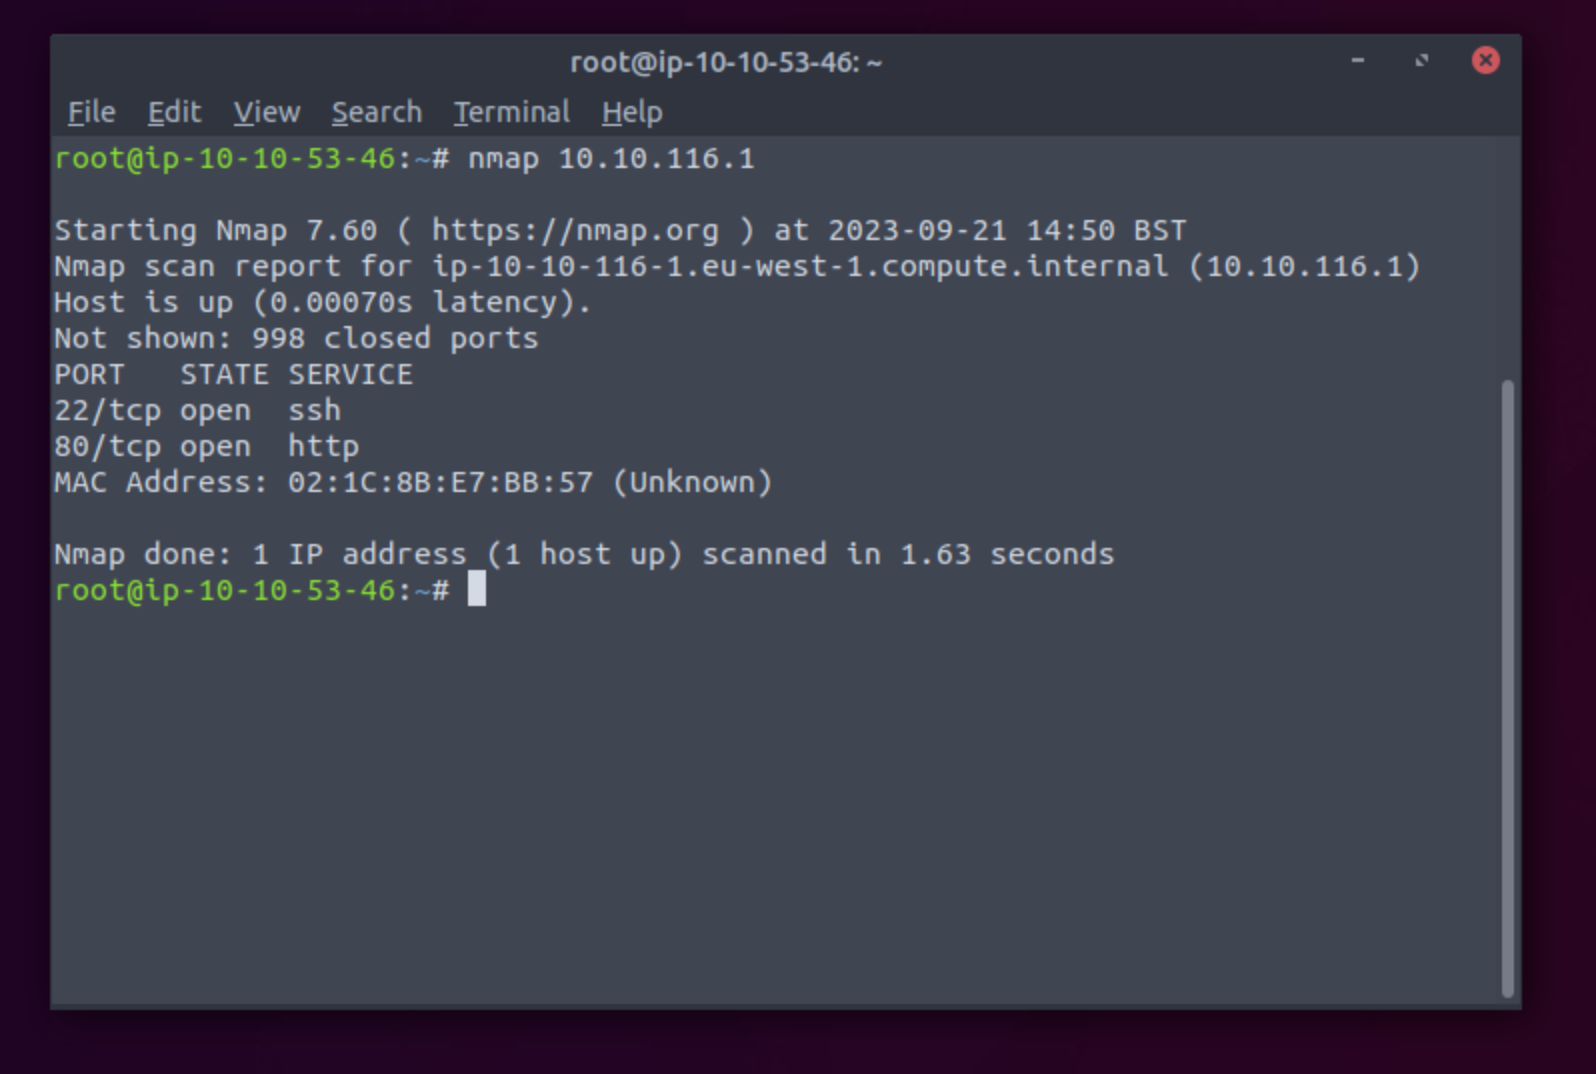 root@ip-10-10-53-46: ~
File Edit View Search Terminal Help
root@ip-10-10-53-46:~# nmap 10.10.116.1
Starting Nmap 7.60 ( https://nmap.org ) at 2023-09-21 14:50 BST
Nmap scan report for ip-10-10-116-1.eu-west-1.compute.internal (10.10.116.1)
Host is up (0.00070s latency).
Not shown: 998 closed ports
PORT   STATE SERVICE
22/tcp open  ssh
80/tcp open  http
MAC Address: 02:1C:8B:E7:BB:57 (Unknown)
Nmap done: 1 IP address (1 host up) scanned in 1.63 seconds
root@ip-10-10-53-46:~#